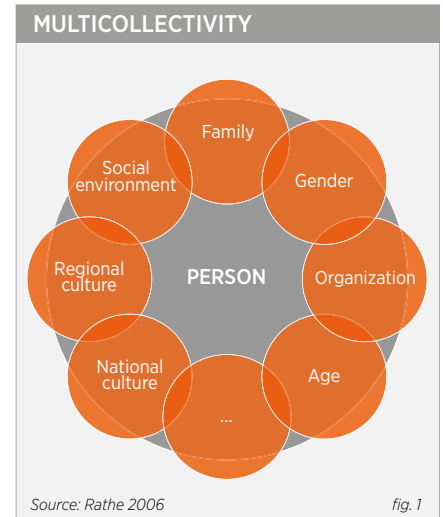 MULTICOLLECTIVITY
Family
Social
environment
Gender
Regional
culture
PERSON
Organization
National
culture
Age
...
Source: Rathe 2006
fig. 1